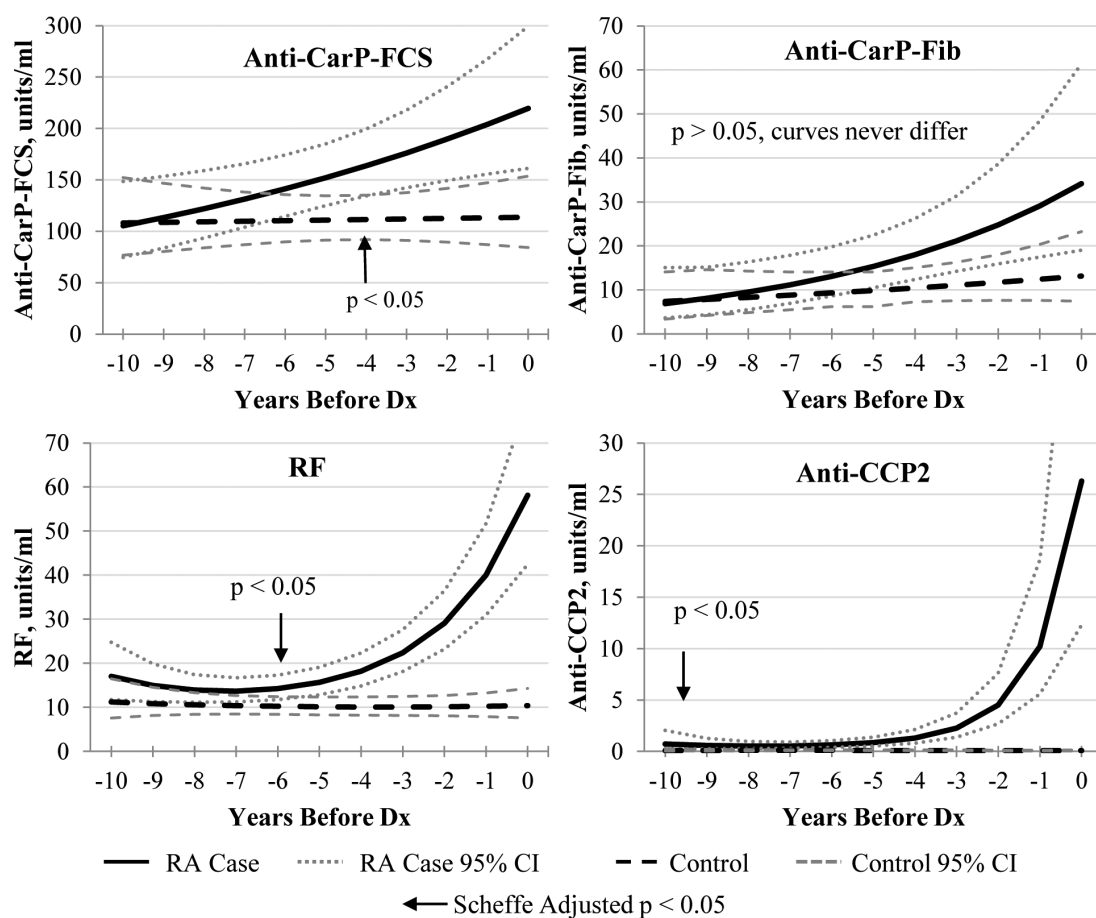 Anti-CarP-FCS
Anti-CarP-FCS, units/ml
300
250
200
150
100
50
0
p < 0.05
-10 -9 -8 -7 -6 -5 -4 -3 -2 -1 0
Years Before Dx
Anti-CarP-Fib
Anti-CarP-Fib, units/ml
70
60
50
40
30
20
10
0
p > 0.05, curves never differ
-10 -9 -8 -7 -6 -5 -4 -3 -2 -1 0
Years Before Dx
RF
RF, units/ml
70
60
50
40
30
20
10
0
p < 0.05
-10 -9 -8 -7 -6 -5 -4 -3 -2 -1 0
Years Before Dx
Anti-CCP2
Anti-CCP2, units/ml
30
25
20
15
10
5
0
p < 0.05
-10 -9 -8 -7 -6 -5 -4 -3 -2 -1 0
Years Before Dx
RA Case
RA Case 95% CI
Control
Control 95% CI
Scheffe Adjusted p < 0.05